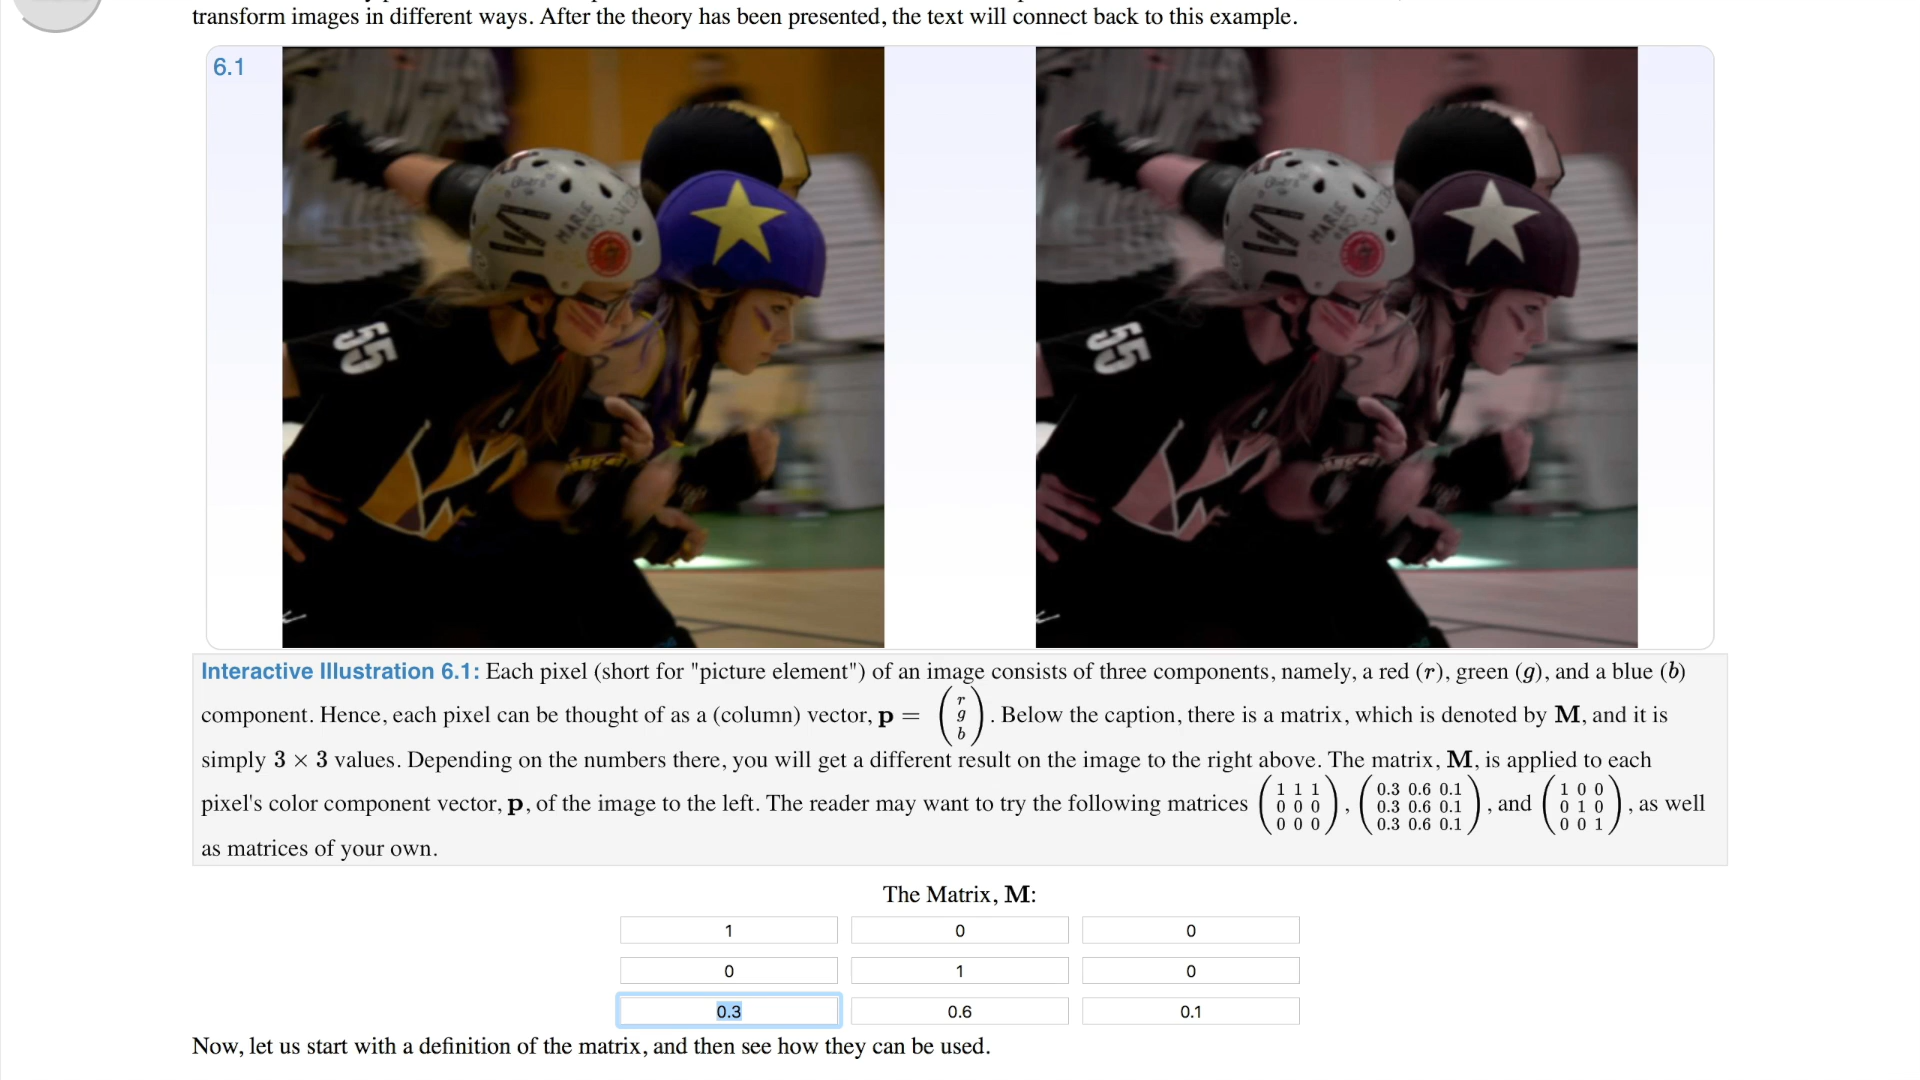 transform images in different ways. After the theory has been presented, the text will connect back to this example.
6.1
MARIE
55
55
MARIE
Interactive Illustration 6.1: Each pixel (short for "picture element") of an image consists of three components, namely, a red (r), green (g), and a blue (b)
component. Hence, each pixel can be thought of as a (column) vector, p = (r g b). Below the caption, there is a matrix, which is denoted by M, and it is
simply 3 × 3 values. Depending on the numbers there, you will get a different result on the image to the right above. The matrix, M, is applied to each
pixel's color component vector, p, of the image to the left. The reader may want to try the following matrices (1 1 1 0 0 0 0 0 0), (0.3 0.6 0.1 0.3 0.6 0.1 0.3 0.6 0.1), and (1 0 0 0 1 0 0 0 1), as well
as matrices of your own.
The Matrix, M:
1 0 0
0 1 0
0.3 0.6 0.1
Now, let us start with a definition of the matrix, and then see how they can be used.